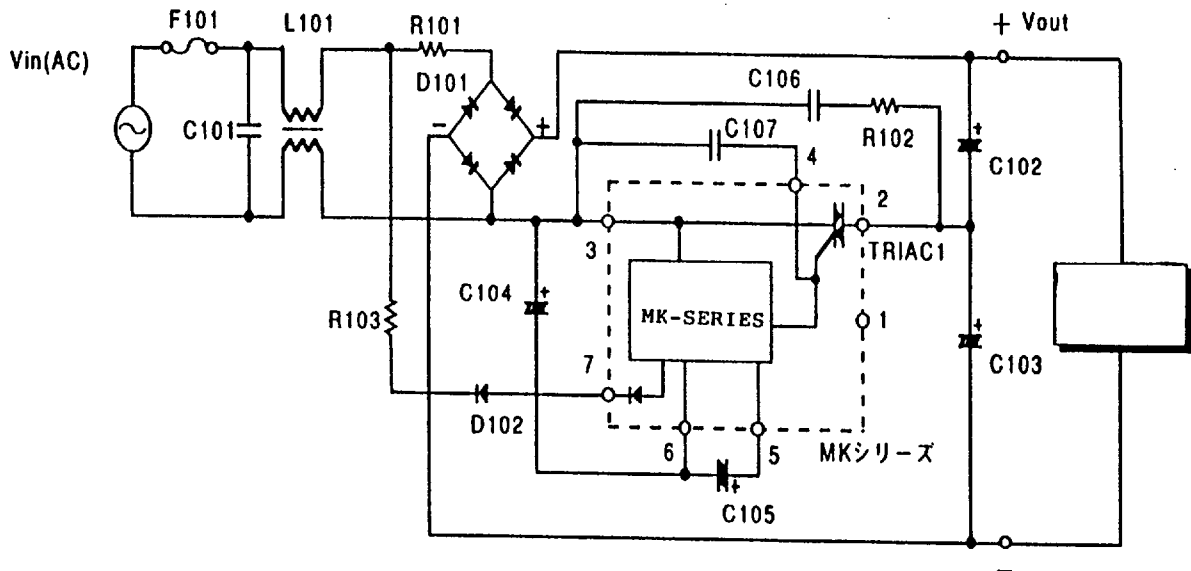 F101
L101
R101
+ Vout
Vin(AC)
D101
C106
C101
-
+
C107
R102
+
C102
4
2
3
TRIAC1
C104
+
R103
MK-SERIES
1
+
C103
7
D102
6
5
MKシリーズ
+
C105
-